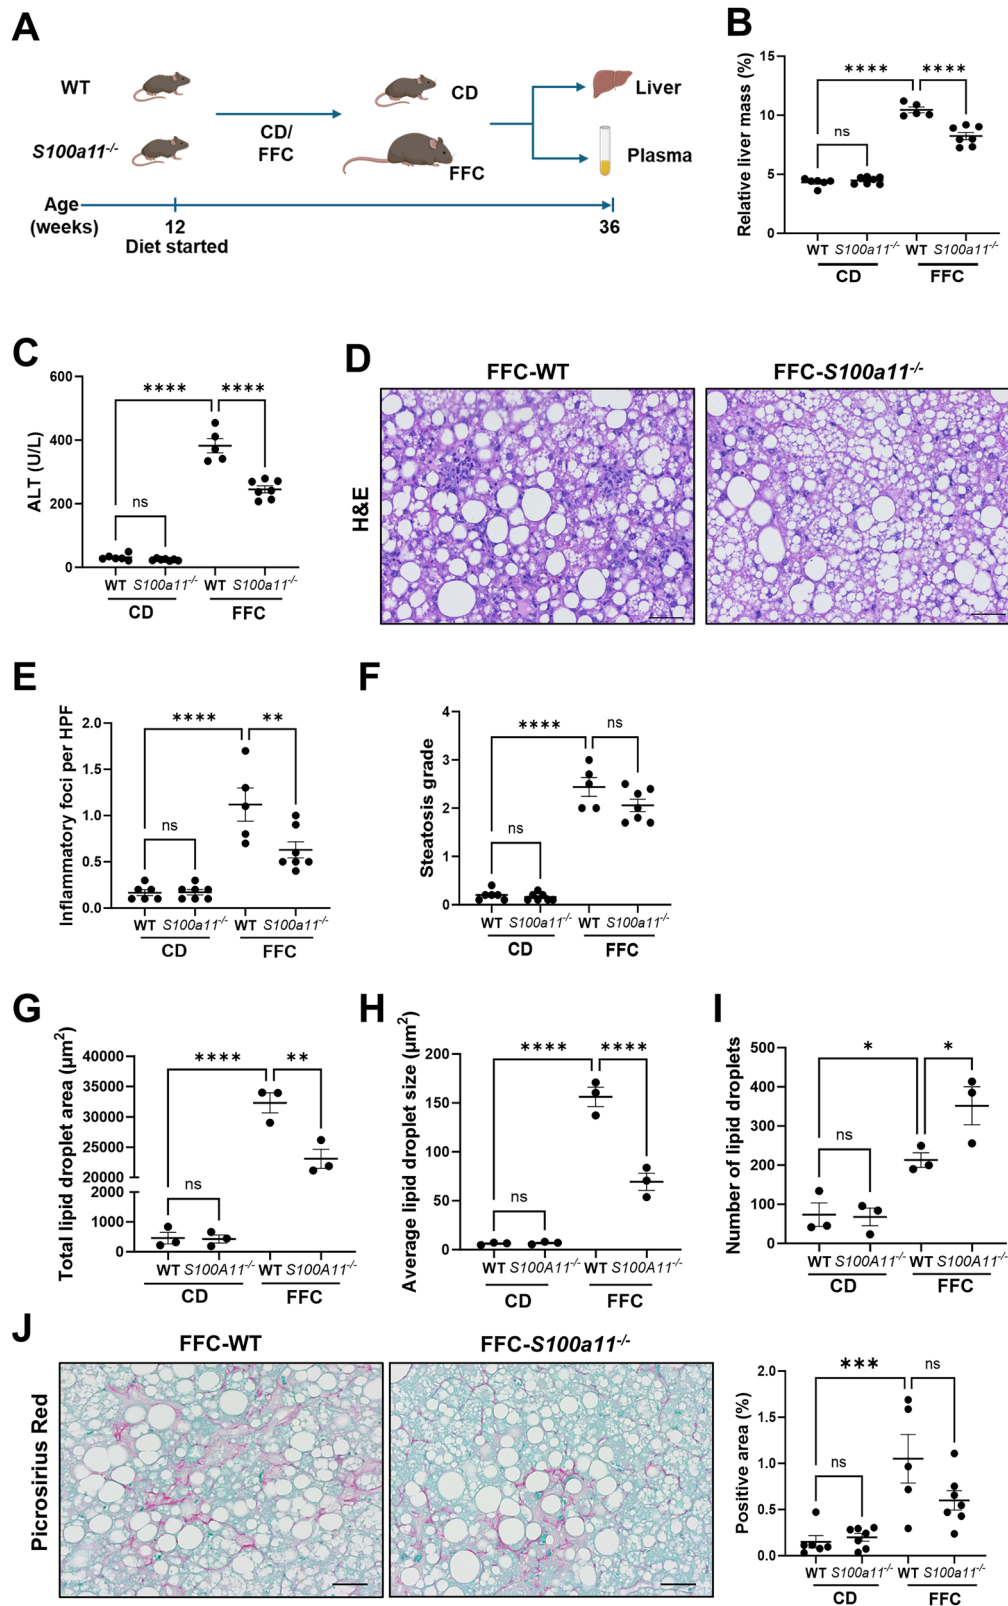 A
WT
S100a11-/-
CD/
FFC
CD
FFC
Liver
Plasma
Age
(weeks)
12
Diet started
36
B
Relative liver mass (%)
15
10
5
0
ns
****
****
WT S100a11-/- WT S100a11-/-
CD FFC
C
ALT (U/L)
600
400
200
0
ns
****
****
WT S100a11-/- WT S100a11-/-
CD FFC
D
FFC-WT
FFC-S100a11-/-
H&E
E
Inflammatory foci per HPF
2.0
1.5
1.0
0.5
0.0
ns
****
**
WT S100a11-/- WT S100a11-/-
CD FFC
F
Steatosis grade
4
3
2
1
0
ns
****
ns
WT S100a11-/- WT S100a11-/-
CD FFC
G
Total lipid droplet area (µm2)
40000
35000
30000
25000
20000
2000
1000
0
ns
****
**
WT S100A11-/- WT S100A11-/-
CD FFC
H
Average lipid droplet size (µm2)
200
150
100
50
0
ns
****
****
WT S100A11-/- WT S100A11-/-
CD FFC
I
Number of lipid droplets
500
400
300
200
100
0
ns
*
*
WT S100A11-/- WT S100A11-/-
CD FFC
J
FFC-WT
FFC-S100a11-/-
Picrosirius Red
Positive area (%)
2.0
1.5
1.0
0.5
0.0
ns
***
ns
WT S100a11-/- WT S100a11-/-
CD FFC